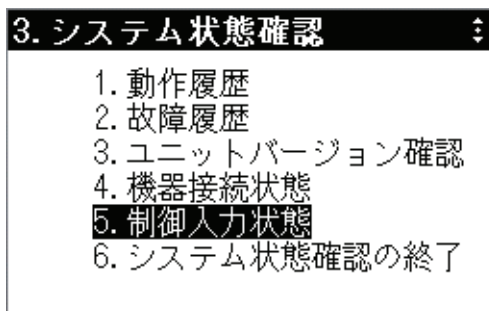 3.システム状態確認
1.動作履歴
2.故障履歴
3.ユニットバージョン確認
4.機器接続状態
5.制御入力状態
6.システム状態確認の終了